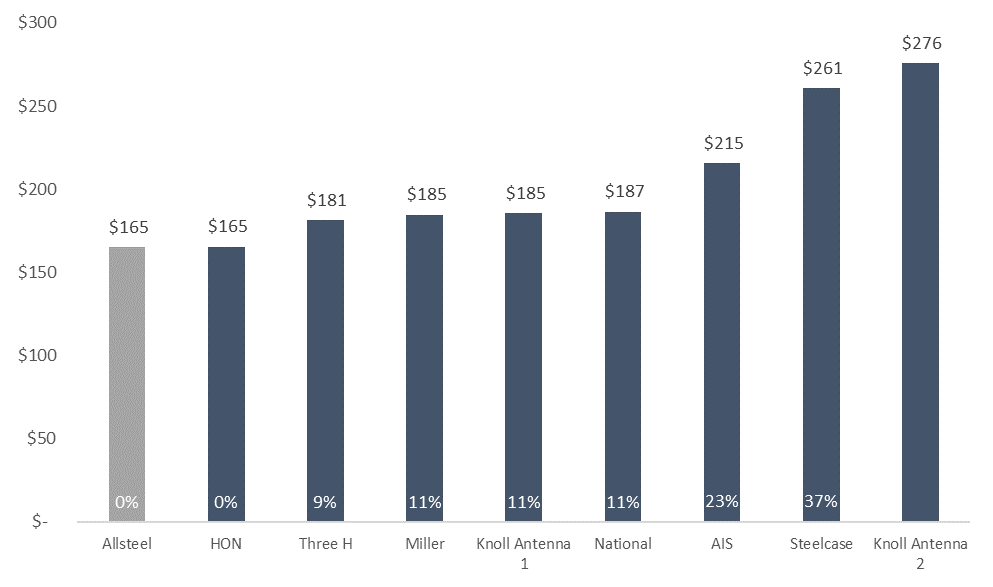 $300
$250
$200
$150
$100
$50
$-
$165
$165
$181
$185
$185
$187
$215
$261
$276
0%
0%
9%
11%
11%
11%
23%
37%
Allsteel
HON
Three H
Miller
Knoll Antenna
1
National
AIS
Steelcase
Knoll Antenna
2